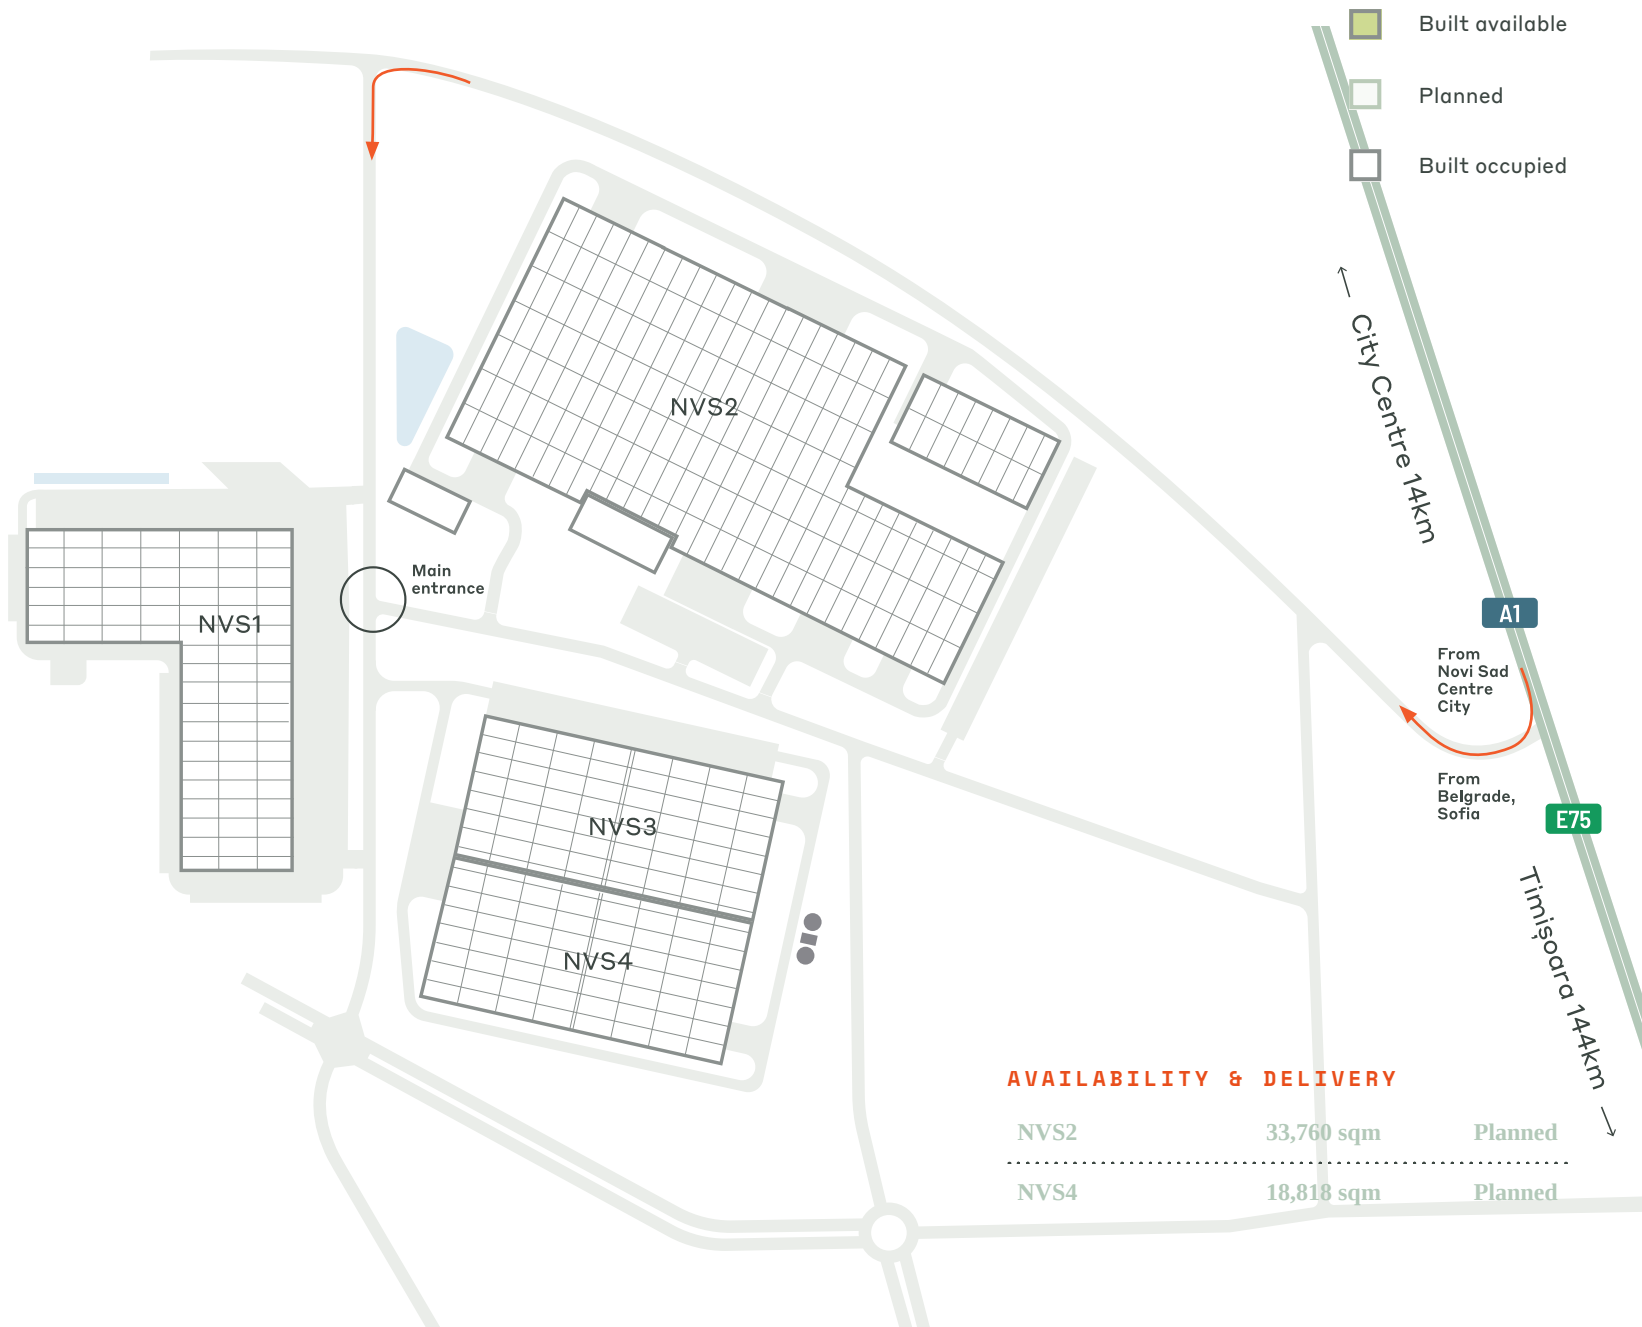 Built available
Planned
Built occupied
City Centre 14km
NVS2
Main
entrance
NVS1
A1
From
Novi Sad
Centre
City
From
Belgrade,
Sofia
E75
NVS3
NVS4
Timișoara 144km
AVAILABILITY & DELIVERY
NVS2 33,760 sqm Planned
NVS4 18,818 sqm Planned